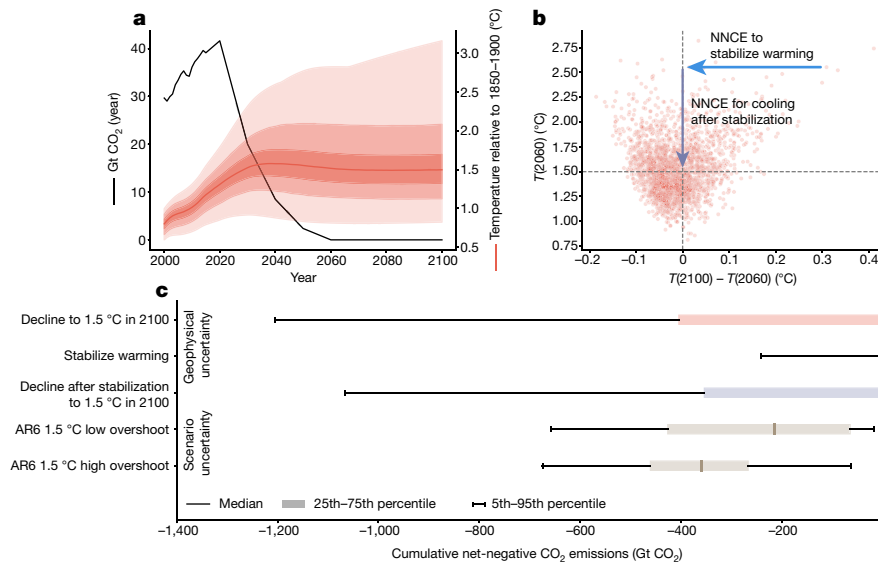 a
Gt CO2 (year)
40
30
20
10
0
2000
2020
2040
2060
2080
2100
Year
3.0
2.5
2.0
1.5
1.0
0.5
Temperature relative to 1850–1900 (°C)
b
T(2060) (°C)
2.75
2.50
2.25
2.00
1.75
1.50
1.25
1.00
0.75
NNCE to
stabilize warming
NNCE for cooling
after stabilization
−0.2
−0.1
0
0.1
0.2
0.3
0.4
T(2100) − T(2060) (°C)
c
Decline to 1.5 °C in 2100
Stabilize warming
Decline after stabilization
to 1.5 °C in 2100
AR6 1.5 °C low overshoot
AR6 1.5 °C high overshoot
Geophysical
uncertainty
Scenario
uncertainty
Median
25th–75th percentile
5th–95th percentile
−1,400
−1,200
−1,000
−800
−600
−400
−200
Cumulative net-negative CO2 emissions (Gt CO2)